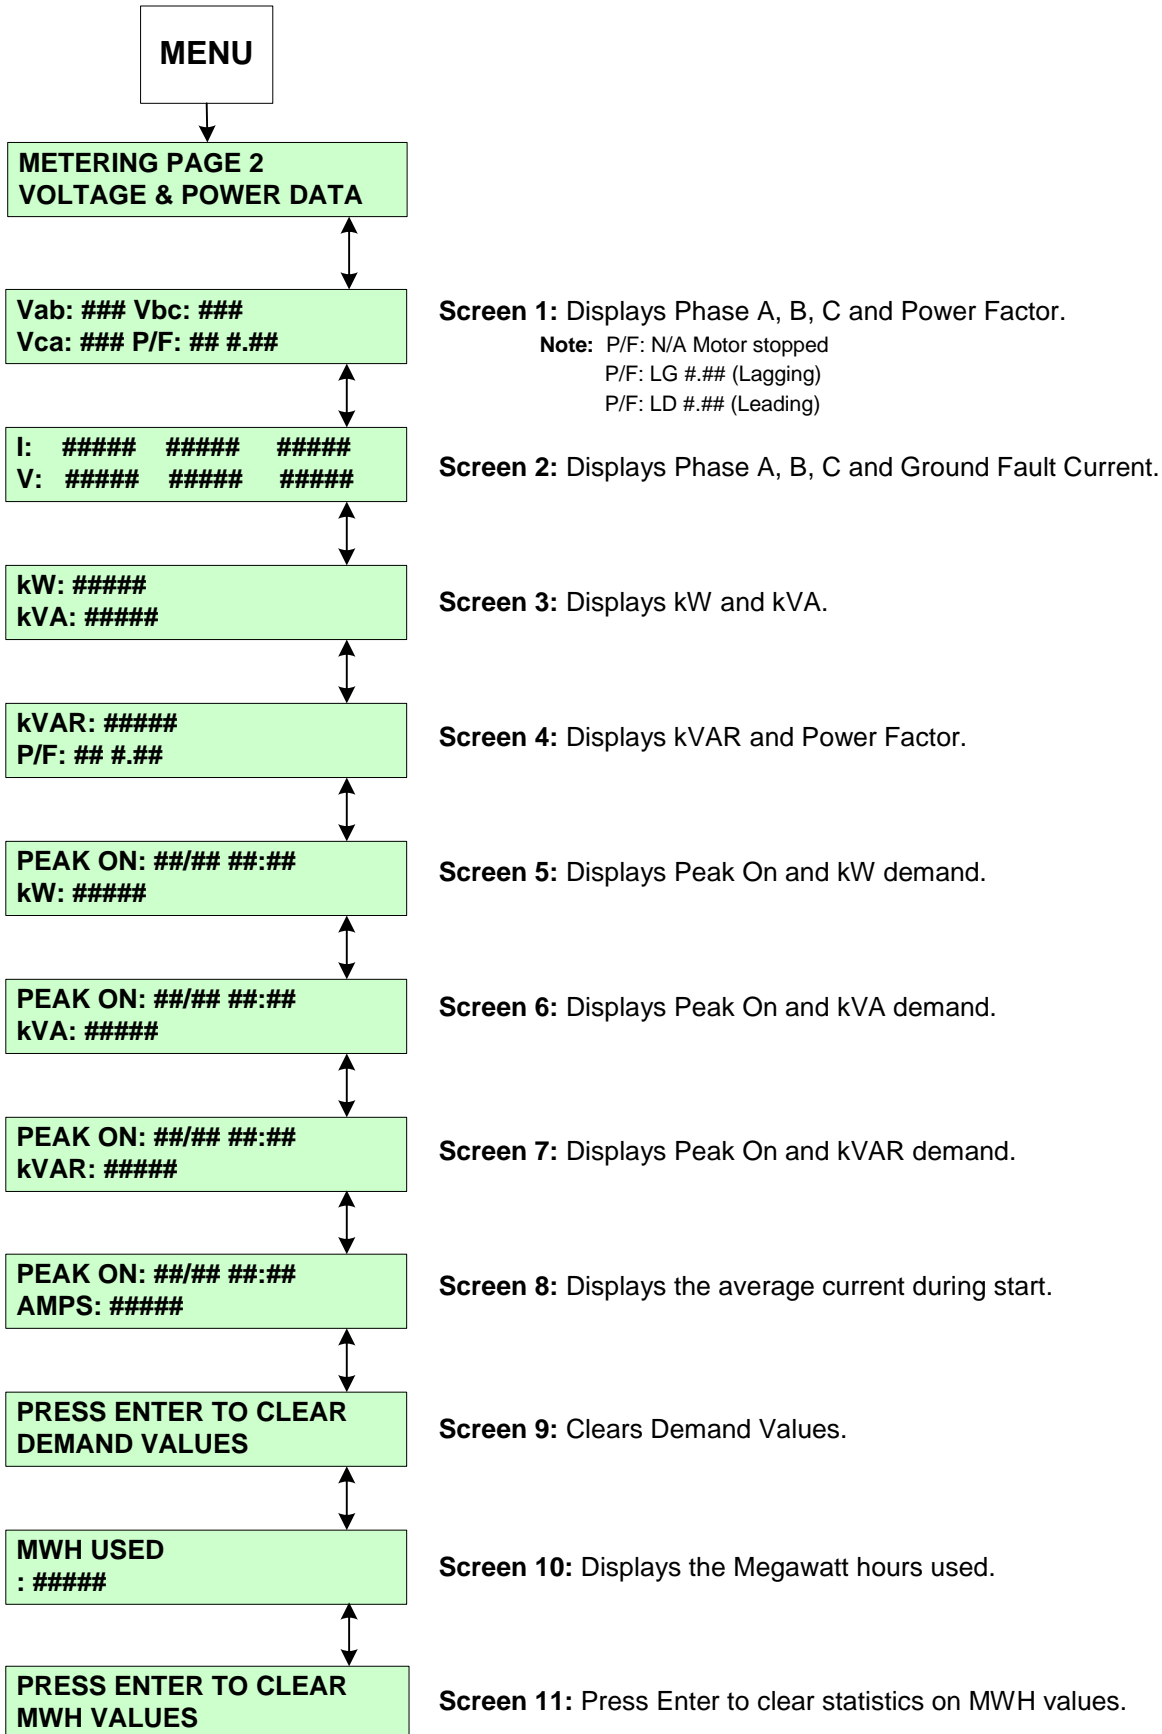 MENU
METERING PAGE 2
VOLTAGE & POWER DATA
Vab: ### Vbc: ###
Vca: ### P/F: ## #.##
Screen 1: Displays Phase A, B, C and Power Factor.
Note: P/F: N/A Motor stopped
P/F: LG #.## (Lagging)
P/F: LD #.## (Leading)
I: ##### ##### #####
V: ##### ##### #####
Screen 2: Displays Phase A, B, C and Ground Fault Current.
kW: #####
kVA: #####
Screen 3: Displays kW and kVA.
kVAR: #####
P/F: ## #.##
Screen 4: Displays kVAR and Power Factor.
PEAK ON: ##/## ##:##
kW: #####
Screen 5: Displays Peak On and kW demand.
PEAK ON: ##/## ##:##
kVA: #####
Screen 6: Displays Peak On and kVA demand.
PEAK ON: ##/## ##:##
kVAR: #####
Screen 7: Displays Peak On and kVAR demand.
PEAK ON: ##/## ##:##
AMPS: #####
Screen 8: Displays the average current during start.
PRESS ENTER TO CLEAR
DEMAND VALUES
Screen 9: Clears Demand Values.
MWH USED
: #####
Screen 10: Displays the Megawatt hours used.
PRESS ENTER TO CLEAR
MWH VALUES
Screen 11: Press Enter to clear statistics on MWH values.